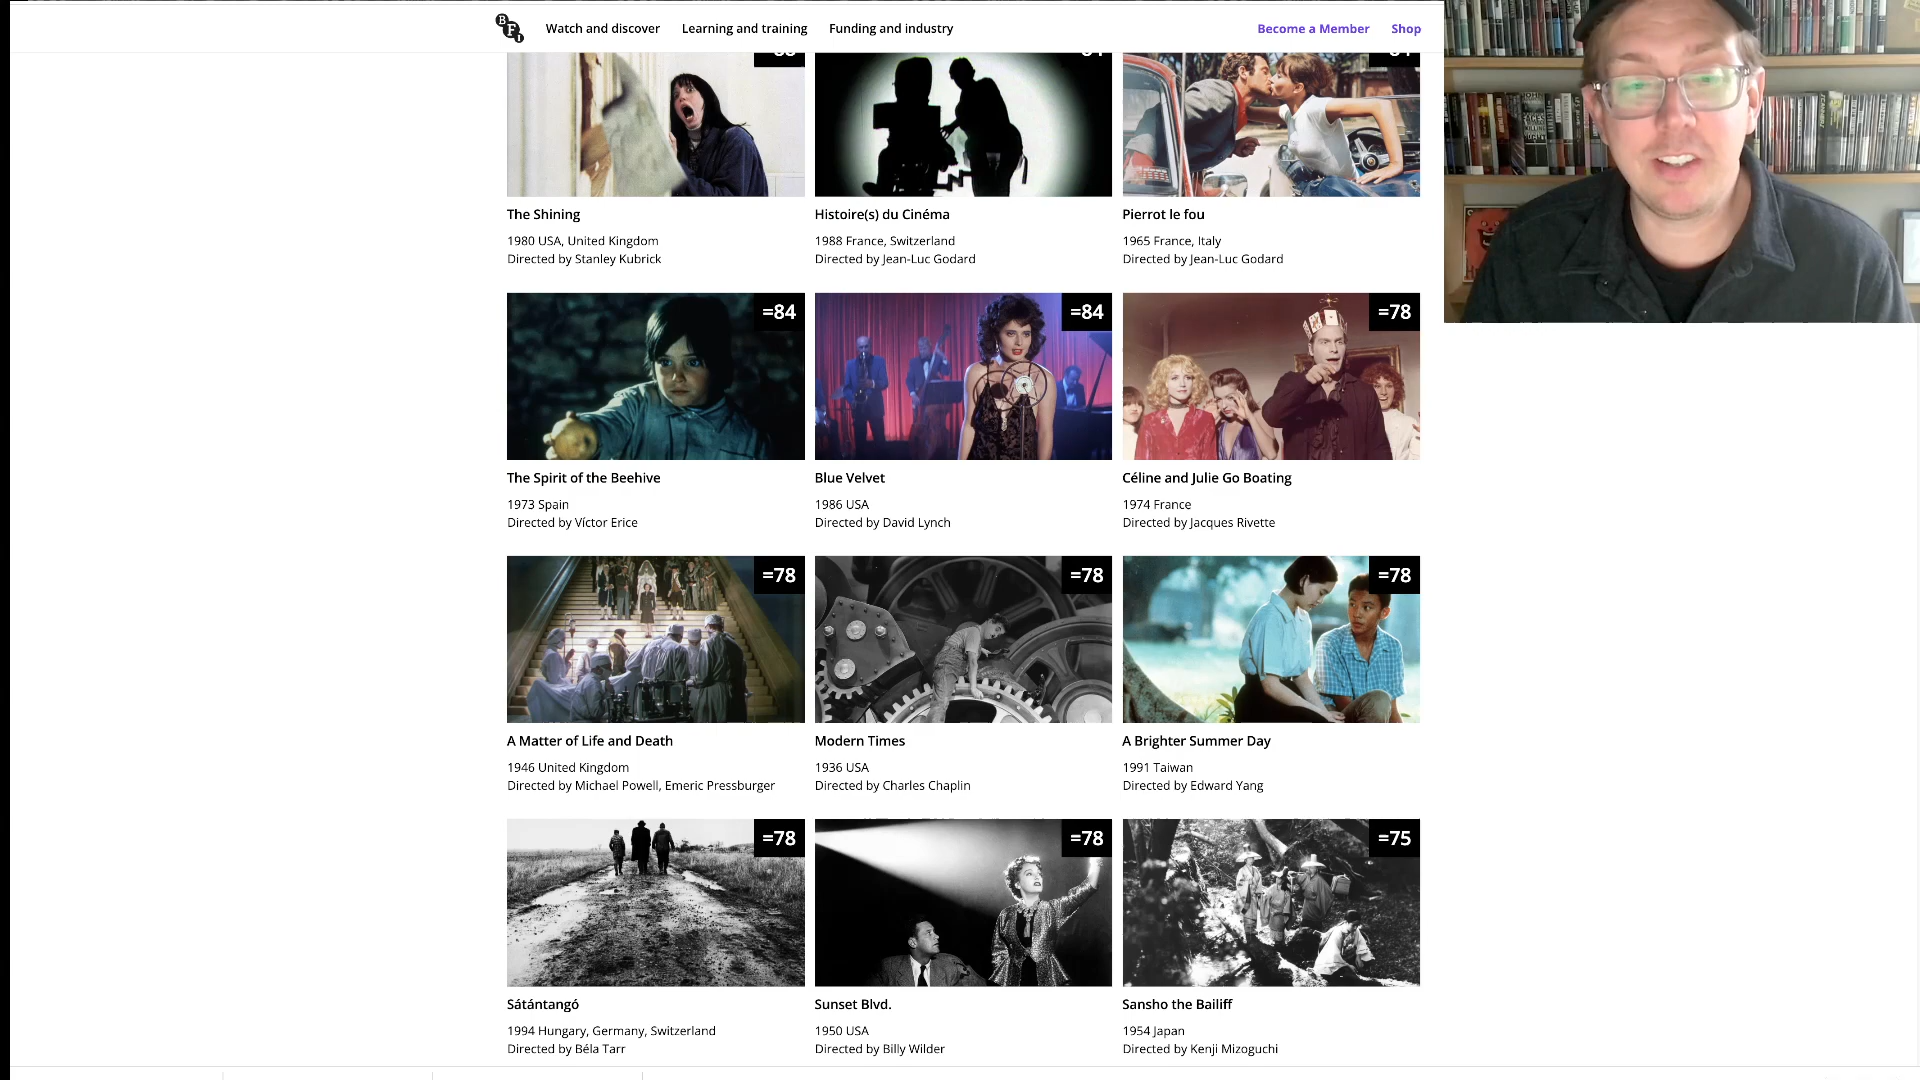 BFI
Watch and discover
Learning and training
Funding and industry
Become a Member
Shop
The Shining
1980 USA, United Kingdom
Directed by Stanley Kubrick
Histoire(s) du Cinéma
1988 France, Switzerland
Directed by Jean-Luc Godard
Pierrot le fou
1965 France, Italy
Directed by Jean-Luc Godard
=84
The Spirit of the Beehive
1973 Spain
Directed by Víctor Erice
=84
Blue Velvet
1986 USA
Directed by David Lynch
=78
Céline and Julie Go Boating
1974 France
Directed by Jacques Rivette
=78
A Matter of Life and Death
1946 United Kingdom
Directed by Michael Powell, Emeric Pressburger
=78
Modern Times
1936 USA
Directed by Charles Chaplin
=78
A Brighter Summer Day
1991 Taiwan
Directed by Edward Yang
=78
Sátántangó
1994 Hungary, Germany, Switzerland
Directed by Béla Tarr
=78
Sunset Blvd.
1950 USA
Directed by Billy Wilder
=75
Sansho the Bailiff
1954 Japan
Directed by Kenji Mizoguchi